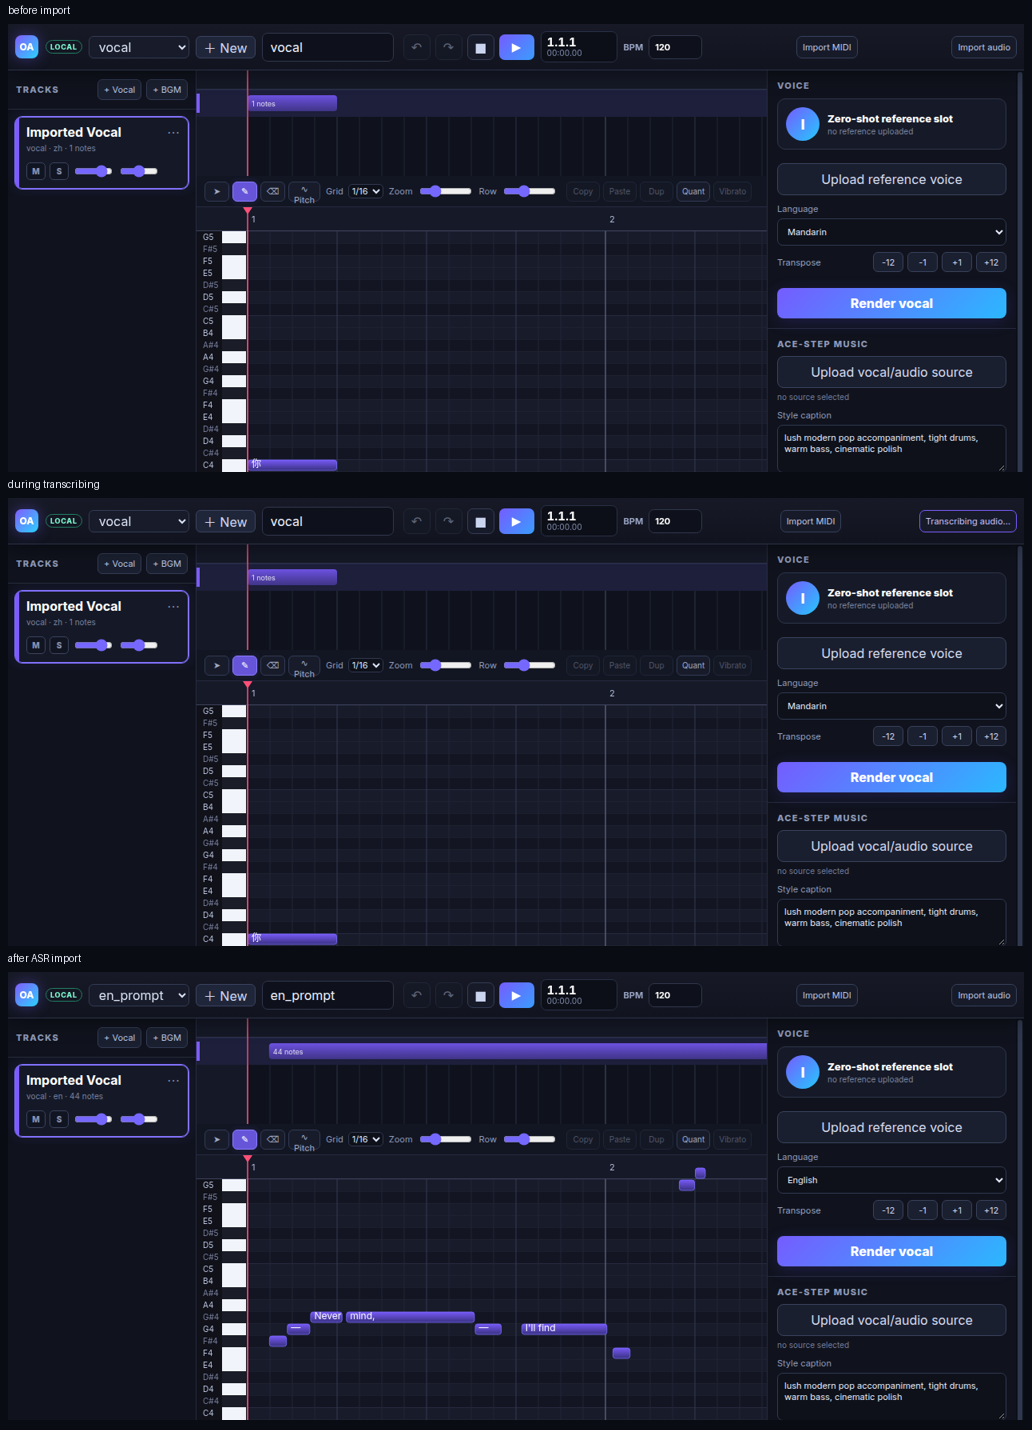 before import
OA LOCAL vocal + New vocal 1.1.1 00:00.00 BPM 120 Import MIDI Import audio
TRACKS + Vocal + BGM
Imported Vocal ...
vocal · zh · 1 notes
M S
1 notes
Grid 1/16 Zoom Row Copy Paste Dup Quant Vibrato
Pitch
1 2
G5
F#5
F5
E5
D#5
D5
C#5
C5
B4
A#4
A4
G#4
G4
F#4
F4
E4
D#4
D4
C#4
C4 你
VOICE
I Zero-shot reference slot
no reference uploaded
Upload reference voice
Language
Mandarin
Transpose -12 -1 +1 +12
Render vocal
ACE-STEP MUSIC
Upload vocal/audio source
no source selected
Style caption
lush modern pop accompaniment, tight drums,
warm bass, cinematic polish
during transcribing
OA LOCAL vocal + New vocal 1.1.1 00:00.00 BPM 120 Import MIDI Transcribing audio...
TRACKS + Vocal + BGM
Imported Vocal ...
vocal · zh · 1 notes
M S
1 notes
Grid 1/16 Zoom Row Copy Paste Dup Quant Vibrato
Pitch
1 2
G5
F#5
F5
E5
D#5
D5
C#5
C5
B4
A#4
A4
G#4
G4
F#4
F4
E4
D#4
D4
C#4
C4 你
VOICE
I Zero-shot reference slot
no reference uploaded
Upload reference voice
Language
Mandarin
Transpose -12 -1 +1 +12
Render vocal
ACE-STEP MUSIC
Upload vocal/audio source
no source selected
Style caption
lush modern pop accompaniment, tight drums,
warm bass, cinematic polish
after ASR import
OA LOCAL en_prompt + New en_prompt 1.1.1 00:00.00 BPM 120 Import MIDI Import audio
TRACKS + Vocal + BGM
Imported Vocal ...
vocal · en · 44 notes
M S
44 notes
Grid 1/16 Zoom Row Copy Paste Dup Quant Vibrato
Pitch
1 2
G5
F#5
F5
E5
D#5
D5
C#5
C5
B4
A#4
A4
G#4 Never mind,
G4 — — I'll find
F#4
F4
E4
D#4
D4
C#4
C4
VOICE
I Zero-shot reference slot
no reference uploaded
Upload reference voice
Language
English
Transpose -12 -1 +1 +12
Render vocal
ACE-STEP MUSIC
Upload vocal/audio source
no source selected
Style caption
lush modern pop accompaniment, tight drums,
warm bass, cinematic polish